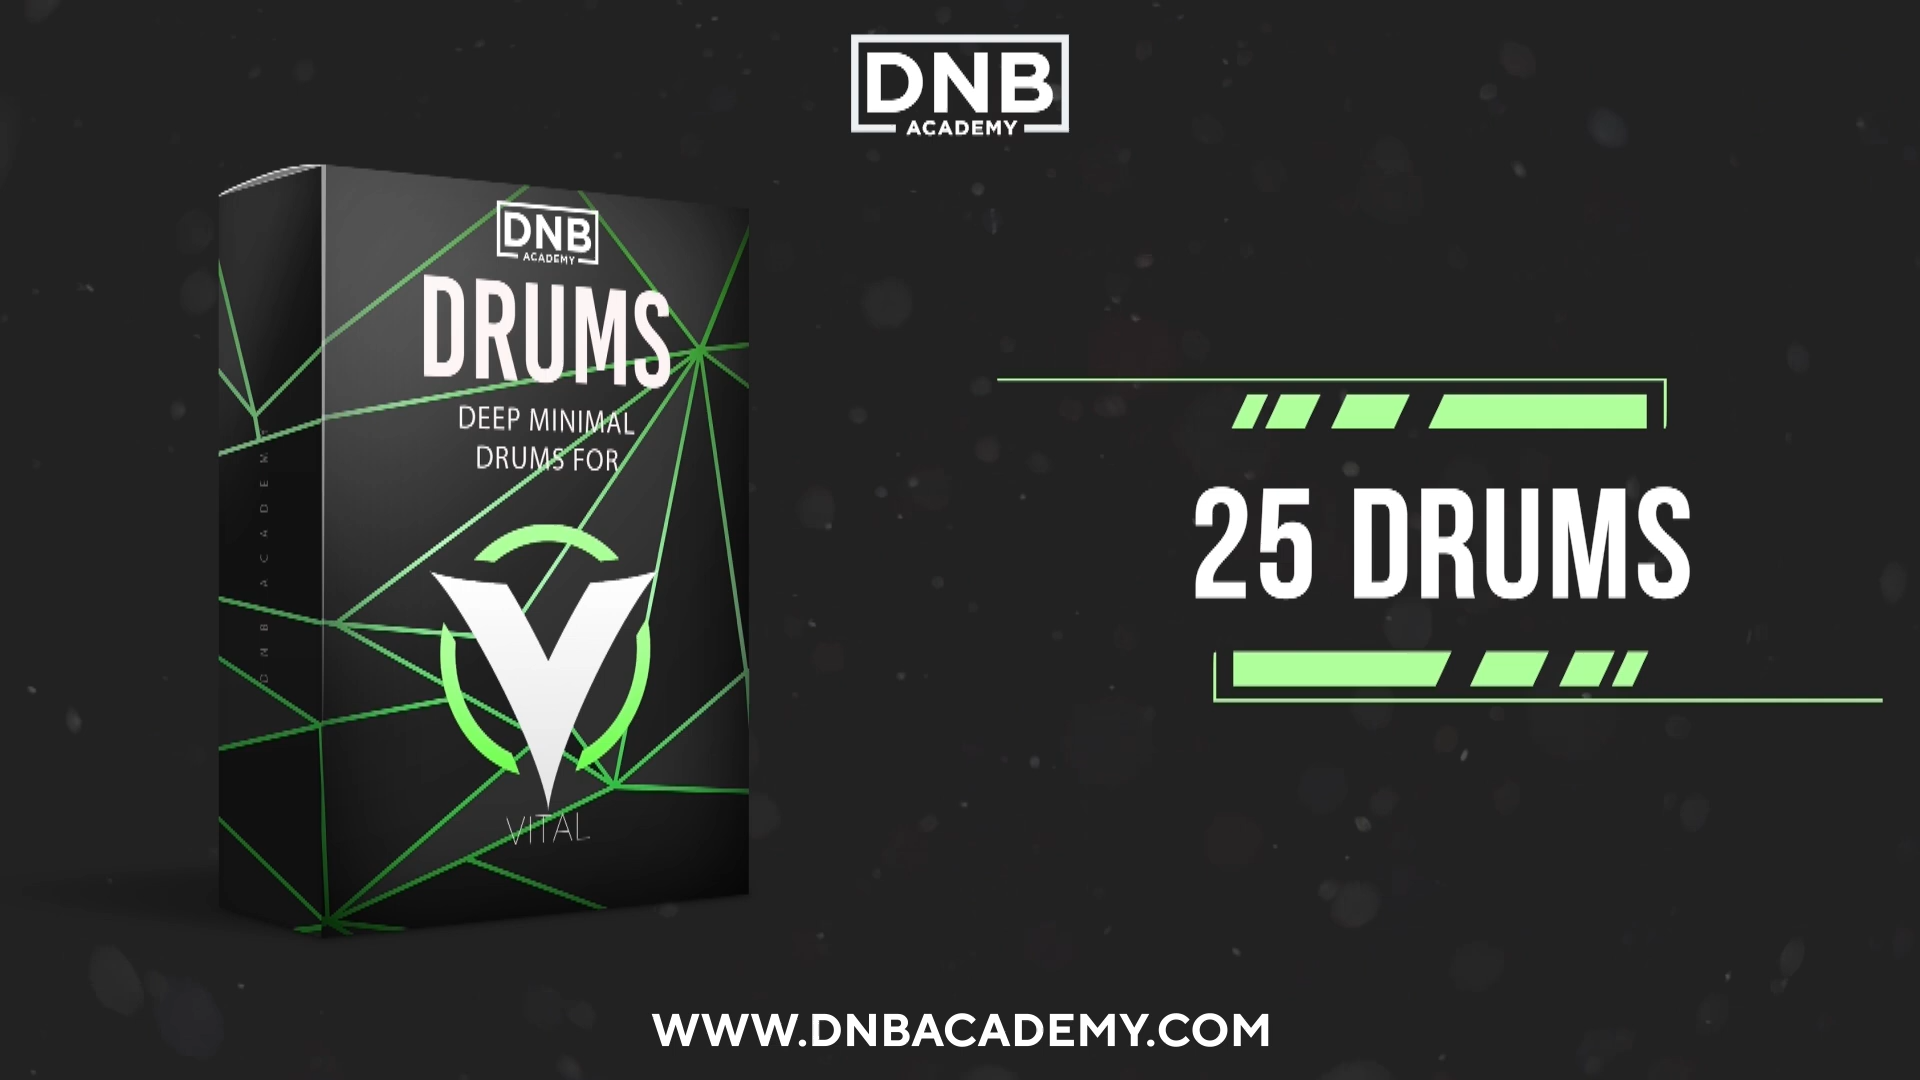 DNB
ACADEMY
DNB
ACADEMY
DRUMS
DEEP MINIMAL
DRUMS FOR
V
VITAL
DNB ACADEMY
25 DRUMS
WWW.DNBACADEMY.COM